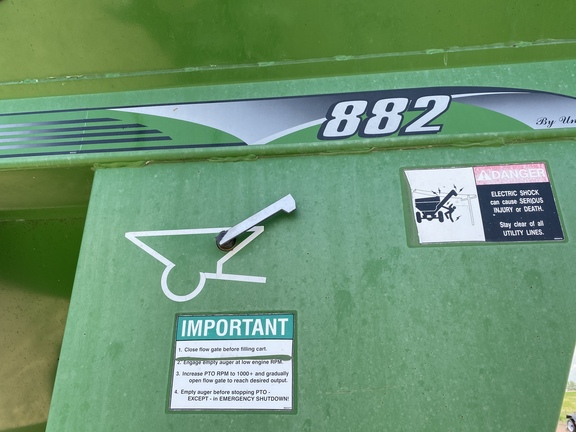 882
By Un
DANGER
ELECTRIC SHOCK
can cause SERIOUS
INJURY or DEATH.
Stay clear of all
UTILITY LINES.
IMPORTANT
1. Close flow gate before filling cart.
2. Engage empty auger at low engine RPM.
3. Increase PTO RPM to 1000+ and gradually
open flow gate to reach desired output.
4. Empty auger before stopping PTO -
EXCEPT - in EMERGENCY SHUTDOWN!